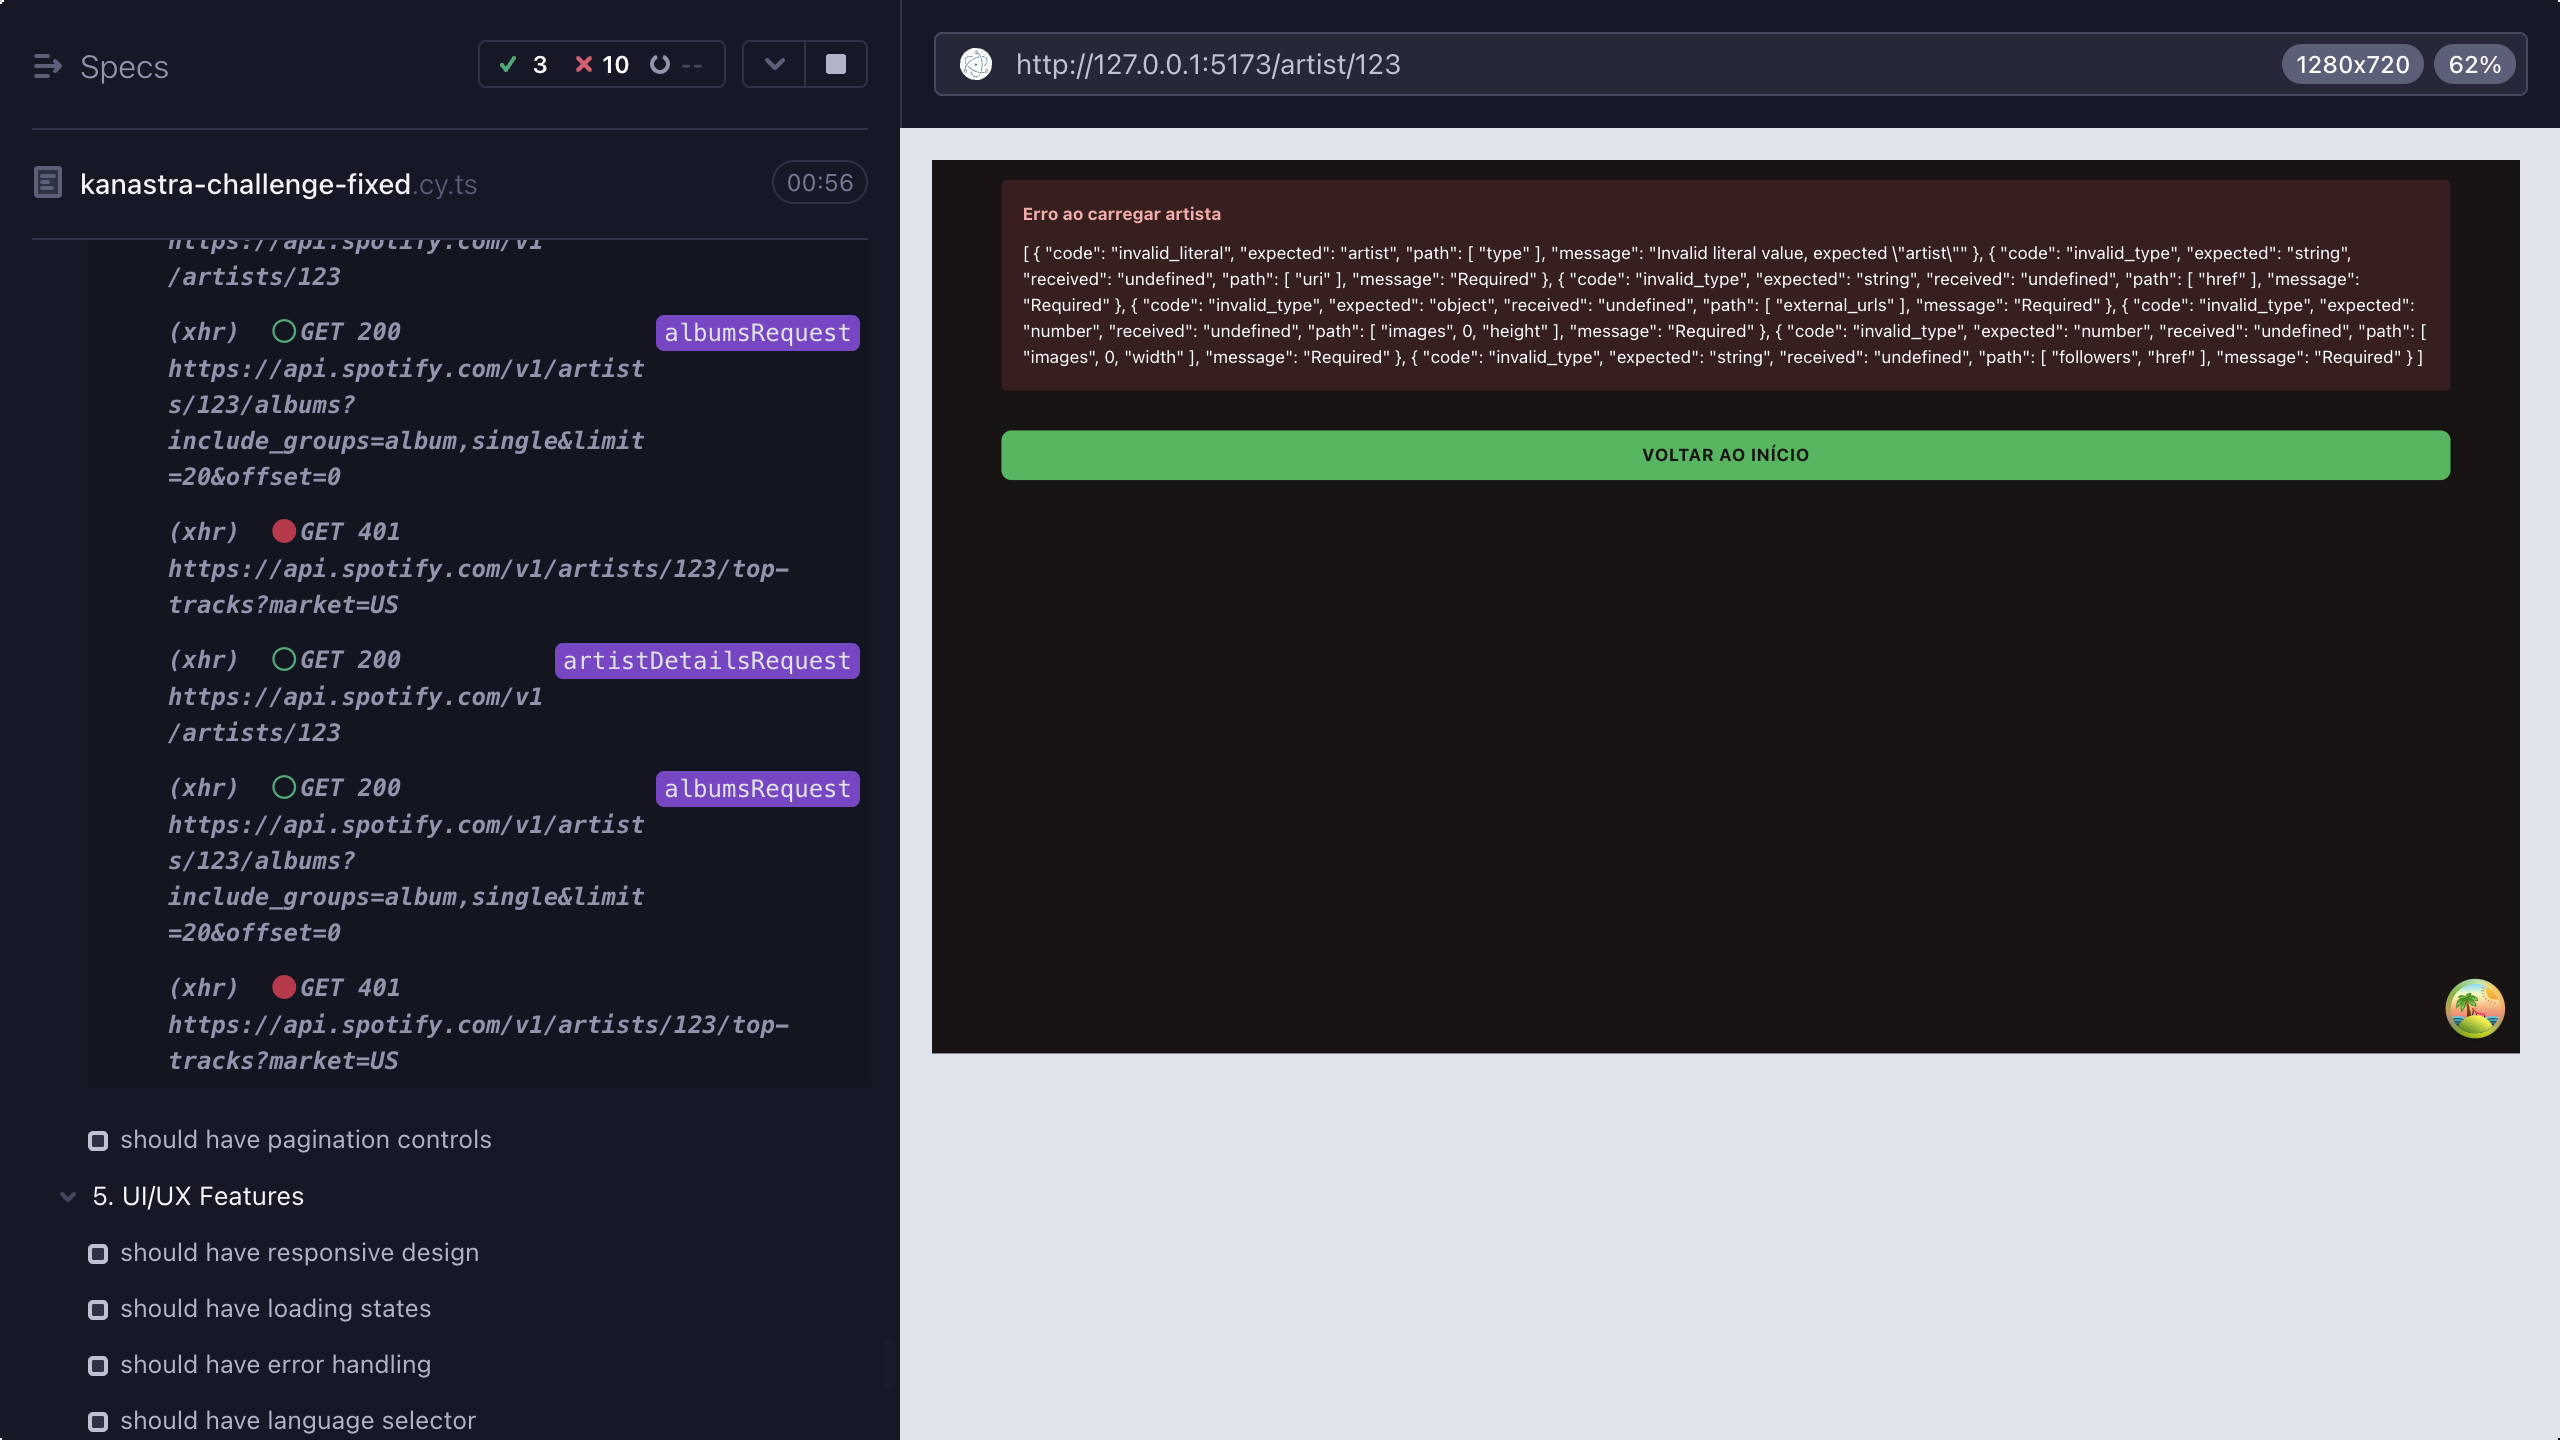 Specs
3 10 --
kanastra-challenge-fixed.cy.ts
00:56
https://api.spotify.com/v1
/artists/123
(xhr) GET 200 albumsRequest
https://api.spotify.com/v1/artist
s/123/albums?
include_groups=album,single&limit
=20&offset=0
(xhr) GET 401
https://api.spotify.com/v1/artists/123/top-
tracks?market=US
(xhr) GET 200 artistDetailsRequest
https://api.spotify.com/v1
/artists/123
(xhr) GET 200 albumsRequest
https://api.spotify.com/v1/artist
s/123/albums?
include_groups=album,single&limit
=20&offset=0
(xhr) GET 401
https://api.spotify.com/v1/artists/123/top-
tracks?market=US
should have pagination controls
5. UI/UX Features
should have responsive design
should have loading states
should have error handling
should have language selector
http://127.0.0.1:5173/artist/123
1280x720 62%
Erro ao carregar artista
[ { "code": "invalid_literal", "expected": "artist", "path": [ "type" ], "message": "Invalid literal value, expected \"artist\"" }, { "code": "invalid_type", "expected": "string",
"received": "undefined", "path": [ "uri" ], "message": "Required" }, { "code": "invalid_type", "expected": "string", "received": "undefined", "path": [ "href" ], "message":
"Required" }, { "code": "invalid_type", "expected": "object", "received": "undefined", "path": [ "external_urls" ], "message": "Required" }, { "code": "invalid_type", "expected":
"number", "received": "undefined", "path": [ "images", 0, "height" ], "message": "Required" }, { "code": "invalid_type", "expected": "number", "received": "undefined", "path": [
"images", 0, "width" ], "message": "Required" }, { "code": "invalid_type", "expected": "string", "received": "undefined", "path": [ "followers", "href" ], "message": "Required" } ]
VOLTAR AO INÍCIO